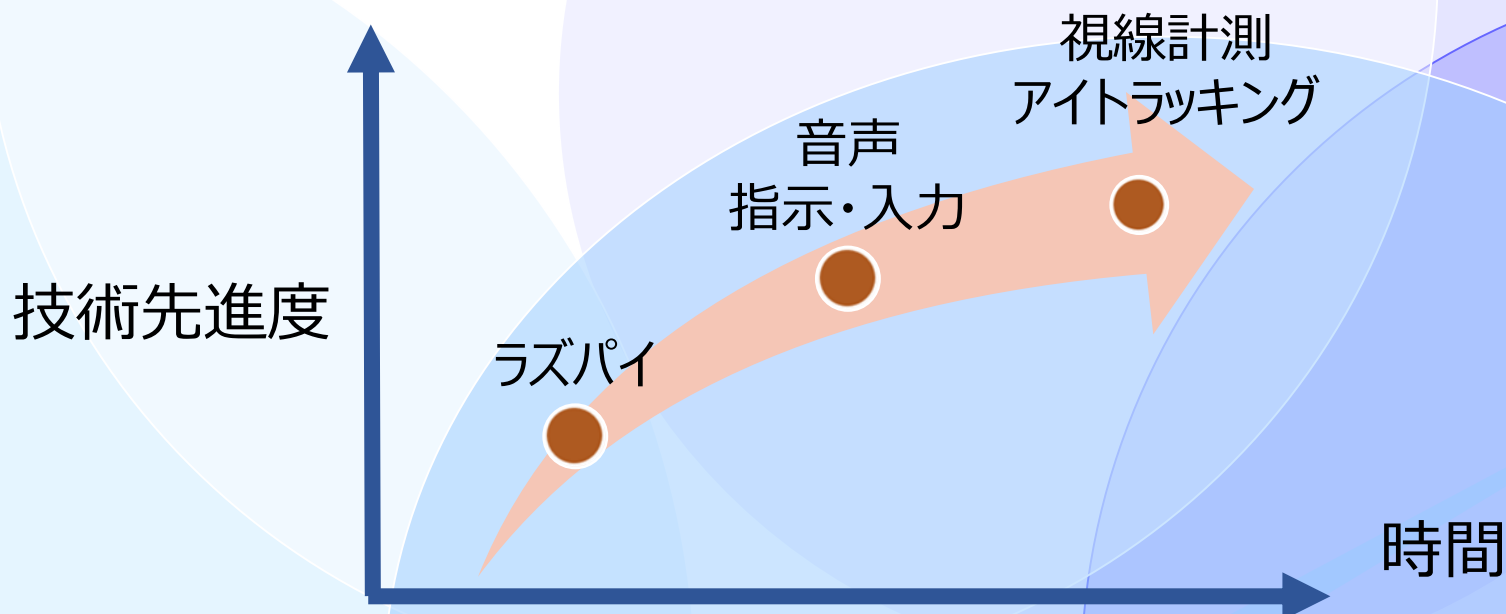 視線計測
アイトラッキング
音声
指示・入力
技術先進度
ラズパイ
時間